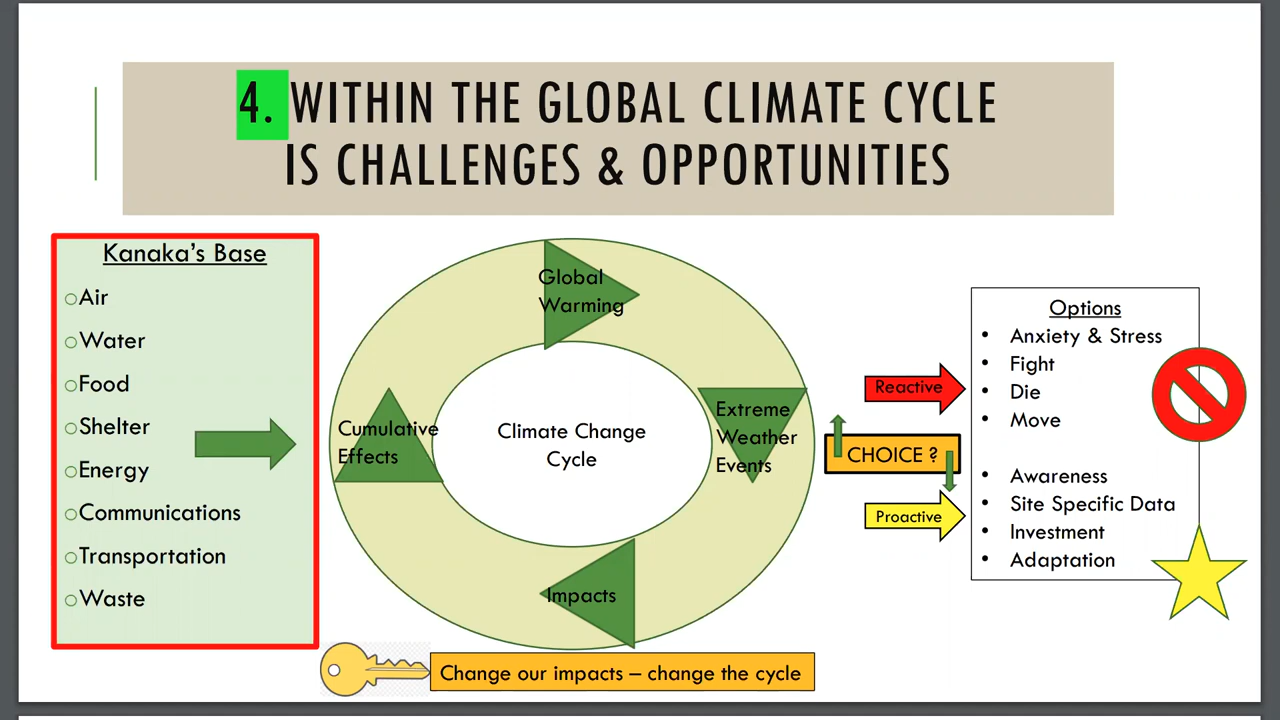 4. WITHIN THE GLOBAL CLIMATE CYCLE
IS CHALLENGES & OPPORTUNITIES
Kanaka's Base
Air
Water
Food
Shelter
Energy
Communications
Transportation
Waste
Global
Warming
Extreme
Weather
Events
Impacts
Cumulative
Effects
Climate Change
Cycle
Change our impacts – change the cycle
Reactive
CHOICE ?
Proactive
Options
• Anxiety & Stress
• Fight
• Die
• Move
• Awareness
• Site Specific Data
• Investment
• Adaptation